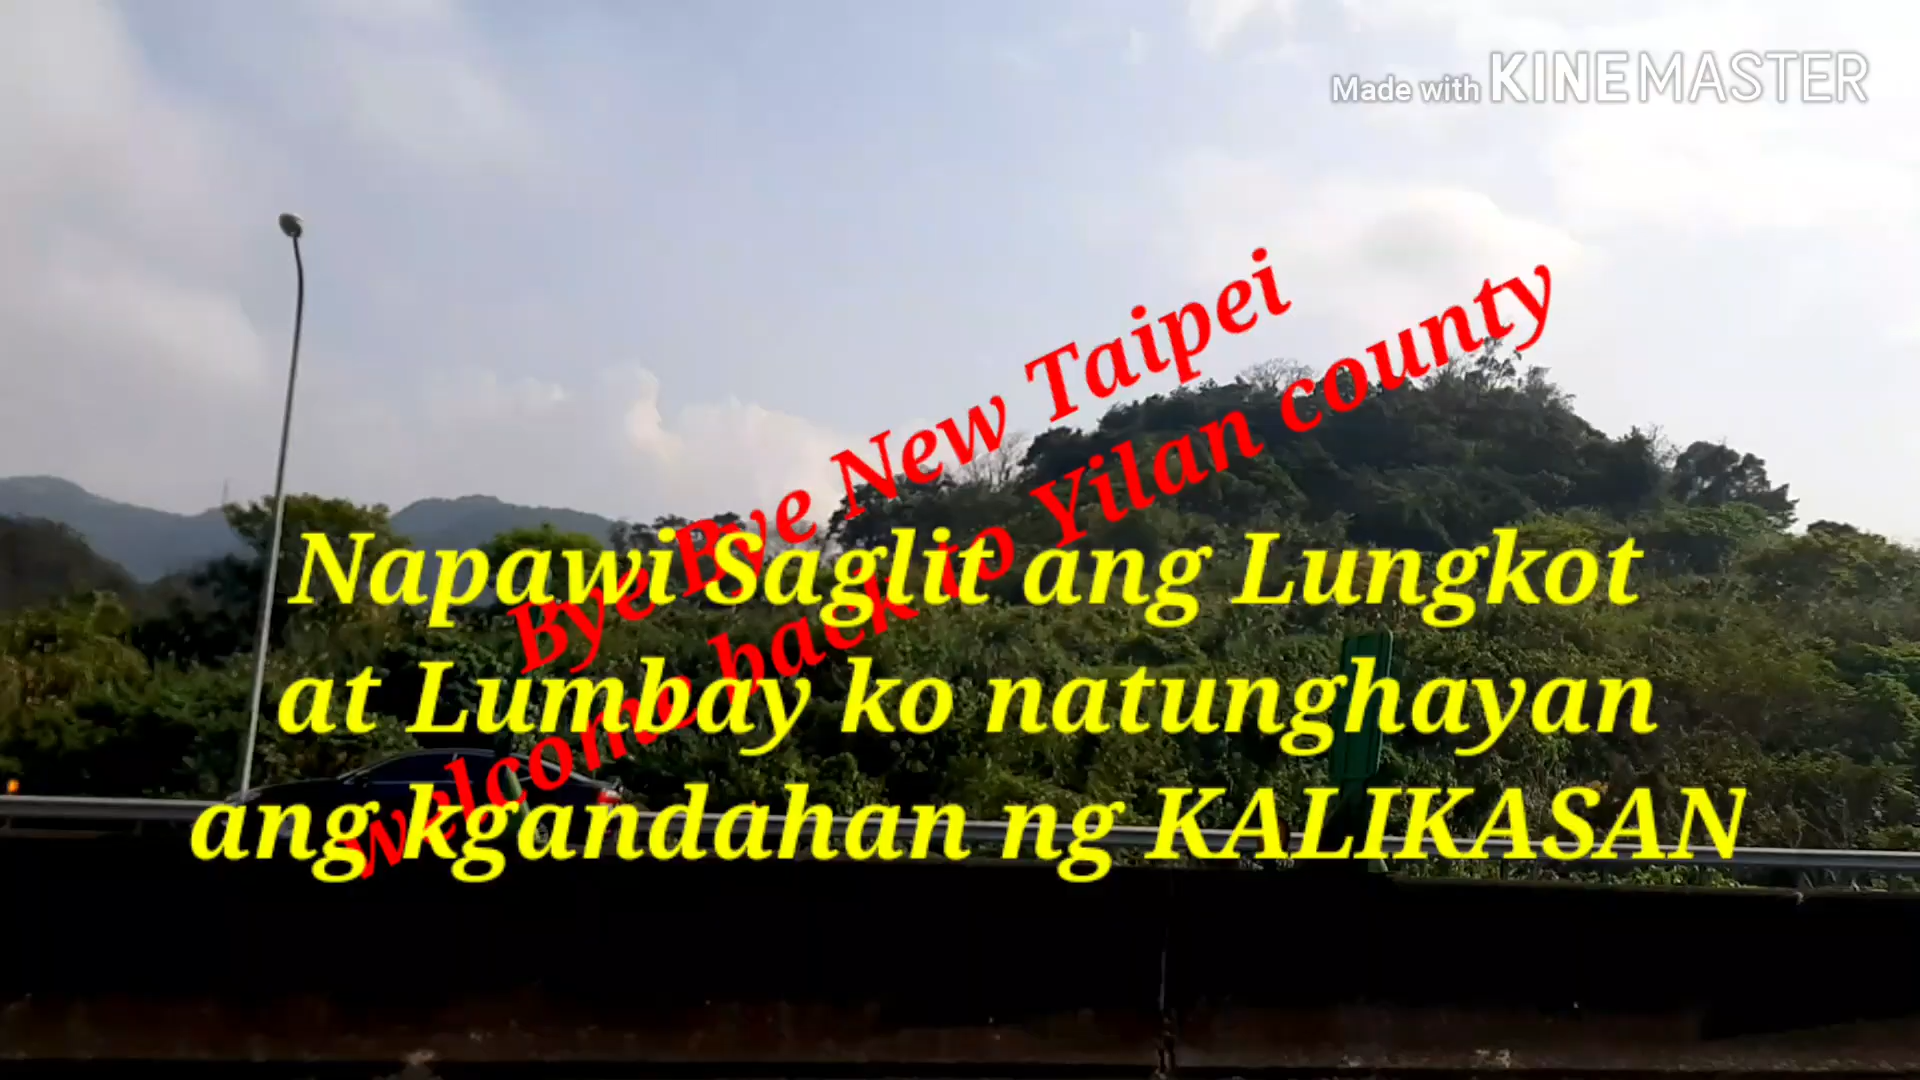 Made with KINEMASTER
Bye Bye New Taipei
Welcome back to Yilan county
Napawi Saglit ang Lungkot
at Lumbay ko natunghayan
ang kgandahan ng KALIKASAN